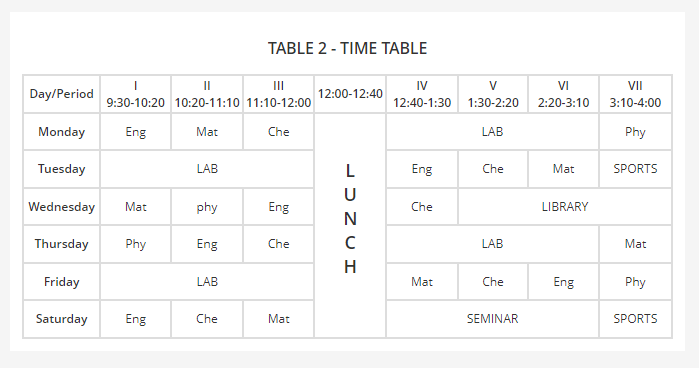 TABLE 2 - TIME TABLE
Day/Period I 9:30-10:20 II 10:20-11:10 III 11:10-12:00 12:00-12:40 IV 12:40-1:30 V 1:30-2:20 VI 2:20-3:10 VII 3:10-4:00
Monday Eng Mat Che LUNCH LAB Phy
Tuesday LAB Eng Che Mat SPORTS
Wednesday Mat phy Eng Che LIBRARY
Thursday Phy Eng Che LAB Mat
Friday LAB Mat Che Eng Phy
Saturday Eng Che Mat SEMINAR SPORTS